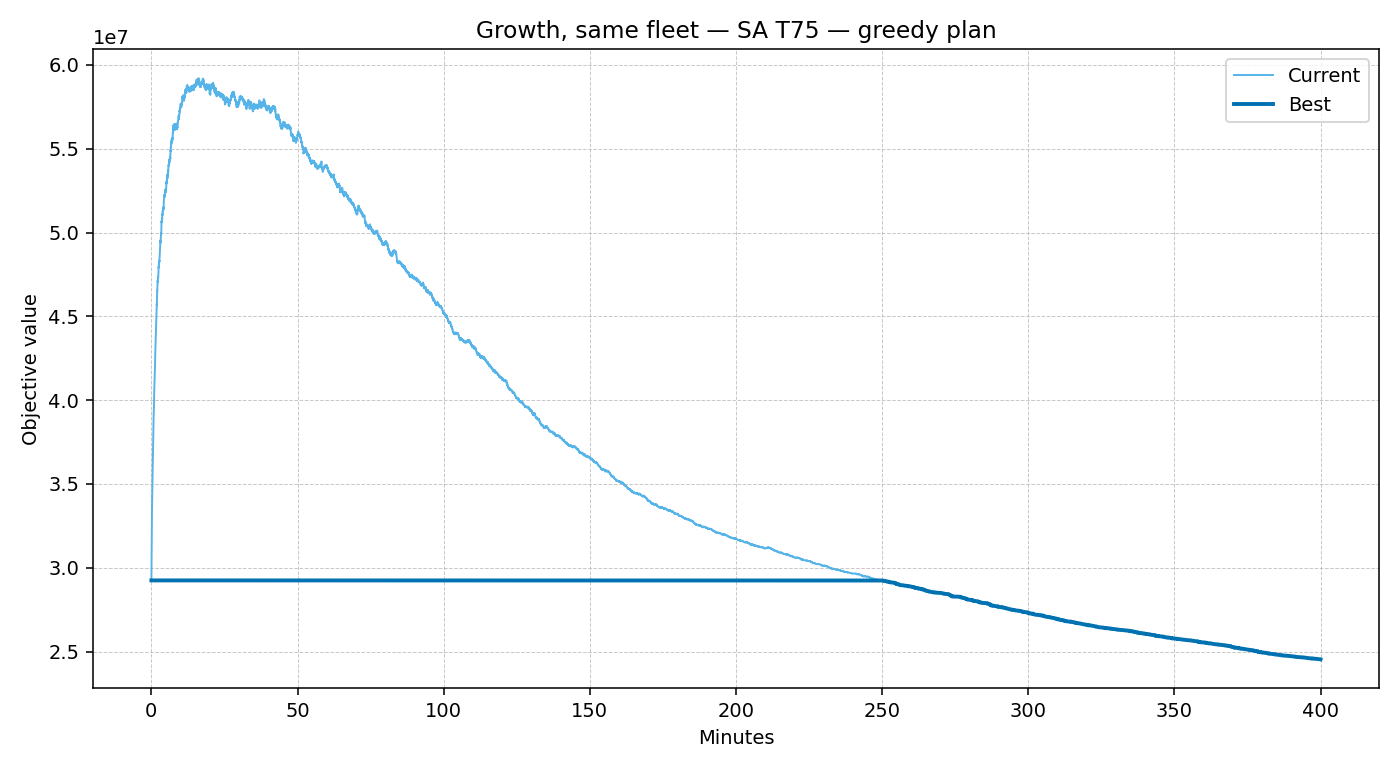 Growth, same fleet — SA T75 — greedy plan
1e7
6.0
5.5
5.0
4.5
4.0
3.5
3.0
2.5
Objective value
Current
Best
0 50 100 150 200 250 300 350 400
Minutes